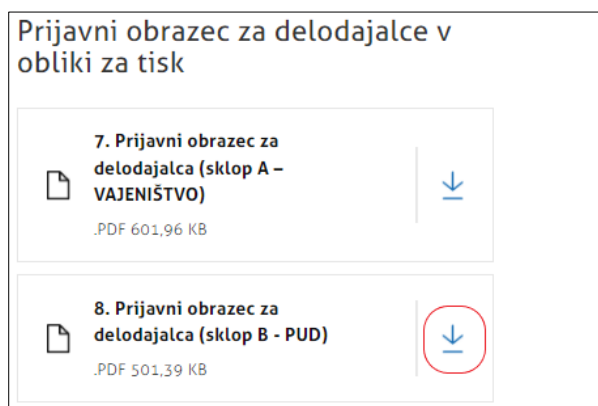 Prijavni obrazec za delodajalce v
obliki za tisk
7. Prijavni obrazec za
delodajalca (sklop A –
VAJENIŠTVO)
.PDF 601,96 KB
8. Prijavni obrazec za
delodajalca (sklop B - PUD)
.PDF 501,39 KB